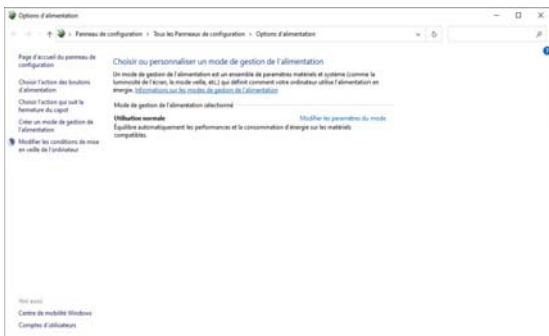 Options d'alimentation
Panneau de configuration > Tous les Panneaux de configuration > Options d'alimentation
Page d'accueil du panneau de
configuration
Choisir l'action des boutons
d'alimentation
Choisir l'action qui suit la
fermeture du capot
Créer un mode de gestion de
l'alimentation
Modifier les conditions de mise
en veille de l'ordinateur
Choisir ou personnaliser un mode de gestion de l'alimentation
Un mode de gestion de l'alimentation est un ensemble de paramètres matériels et système (comme la
luminosité de l'écran, le mode veille, etc.) qui définit comment votre ordinateur utilise l'alimentation en
énergie. Informations sur les modes de gestion de l'alimentation
Mode de gestion de l'alimentation sélectionné
Utilisation normale Modifier les paramètres du mode
Équilibre automatiquement les performances et la consommation d'énergie sur les matériels
compatibles.
Voir aussi
Centre de mobilité Windows
Comptes d'utilisateurs